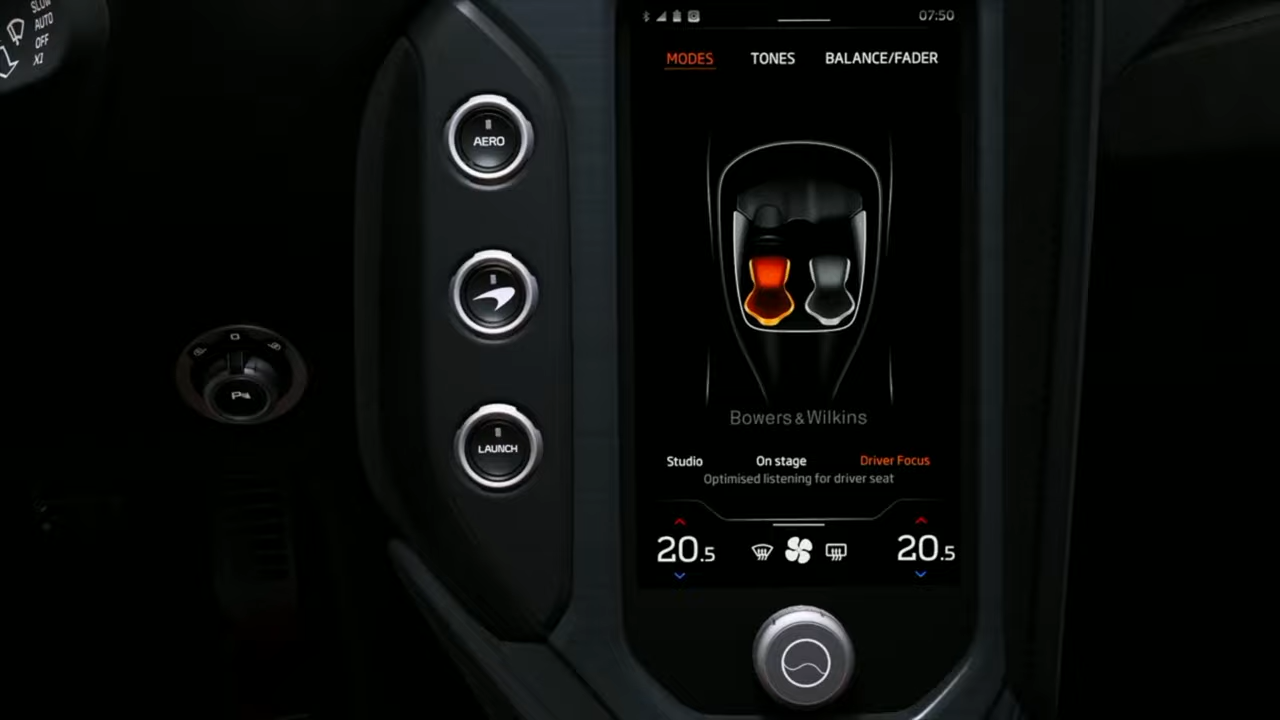 SLOW
AUTO
OFF
X1
07:50
MODES TONES BALANCE/FADER
AERO
P
LAUNCH
Bowers & Wilkins
Studio On stage Driver Focus
Optimised listening for driver seat
20.5 20.5